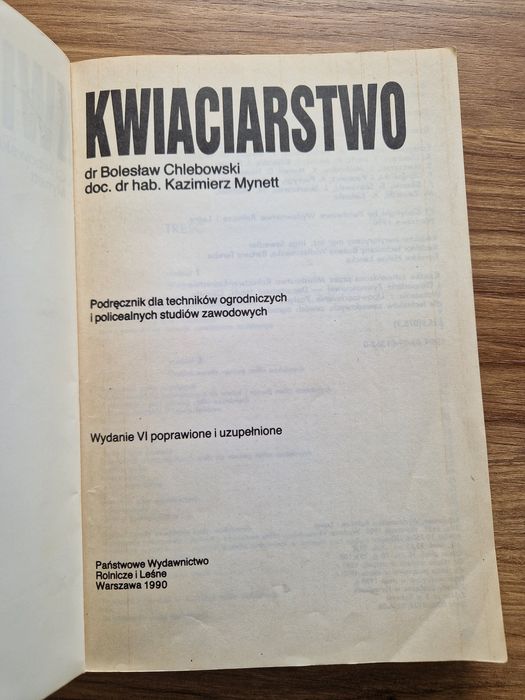 KWIACIARSTWO
dr Bolesław Chlebowski
doc. dr hab. Kazimierz Mynett
Podręcznik dla techników ogrodniczych
i policealnych studiów zawodowych
Wydanie VI poprawione i uzupełnione
Państwowe Wydawnictwo
Rolnicze i Leśne
Warszawa 1990